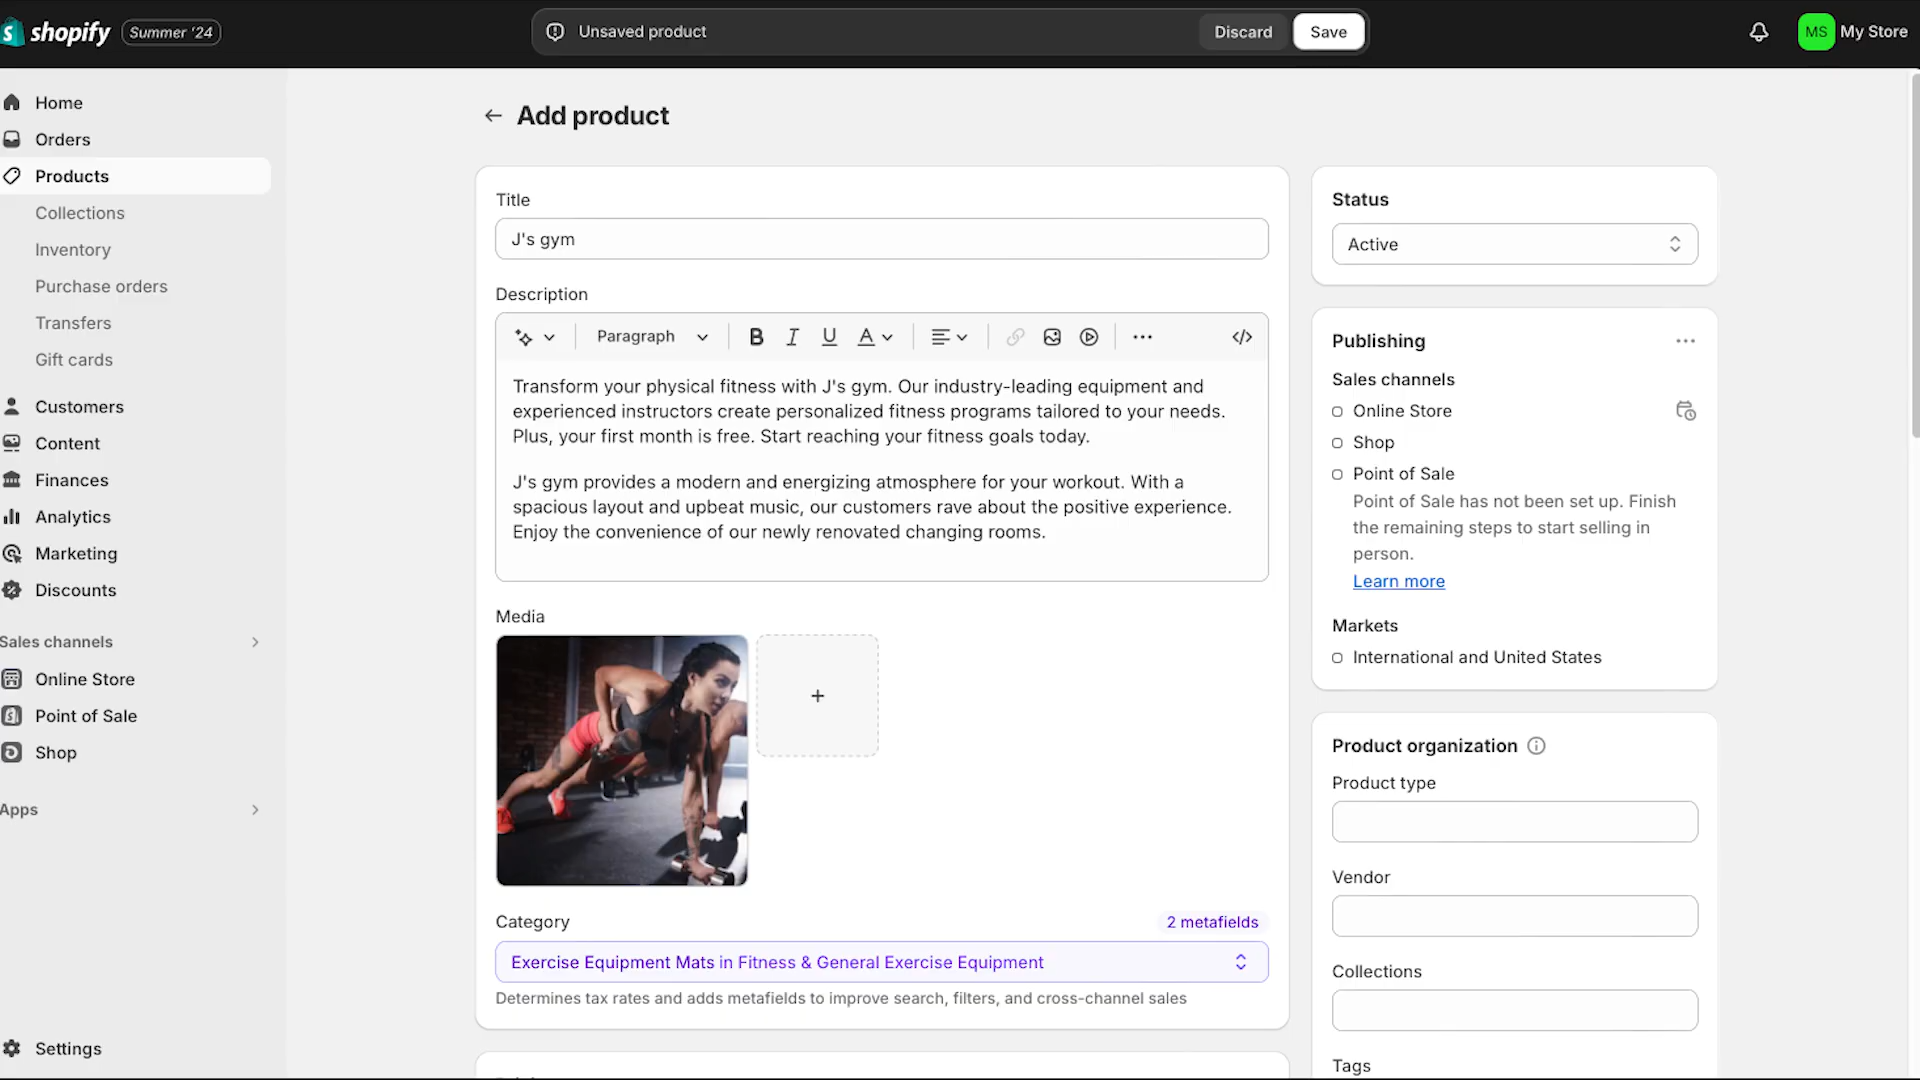 shopify
Summer '24
Unsaved product
Discard
Save
MS
My Store
Home
Orders
Products
Collections
Inventory
Purchase orders
Transfers
Gift cards
Customers
Content
Finances
Analytics
Marketing
Discounts
Sales channels
Online Store
Point of Sale
Shop
Apps
Settings
Add product
Title
J's gym
Description
Paragraph
B I U A
Transform your physical fitness with J's gym. Our industry-leading equipment and
experienced instructors create personalized fitness programs tailored to your needs.
Plus, your first month is free. Start reaching your fitness goals today.
J's gym provides a modern and energizing atmosphere for your workout. With a
spacious layout and upbeat music, our customers rave about the positive experience.
Enjoy the convenience of our newly renovated changing rooms.
Media
Category
2 metafields
Exercise Equipment Mats in Fitness & General Exercise Equipment
Determines tax rates and adds metafields to improve search, filters, and cross-channel sales
Status
Active
Publishing
Sales channels
Online Store
Shop
Point of Sale
Point of Sale has not been set up. Finish
the remaining steps to start selling in
person.
Learn more
Markets
International and United States
Product organization
Product type
Vendor
Collections
Tags